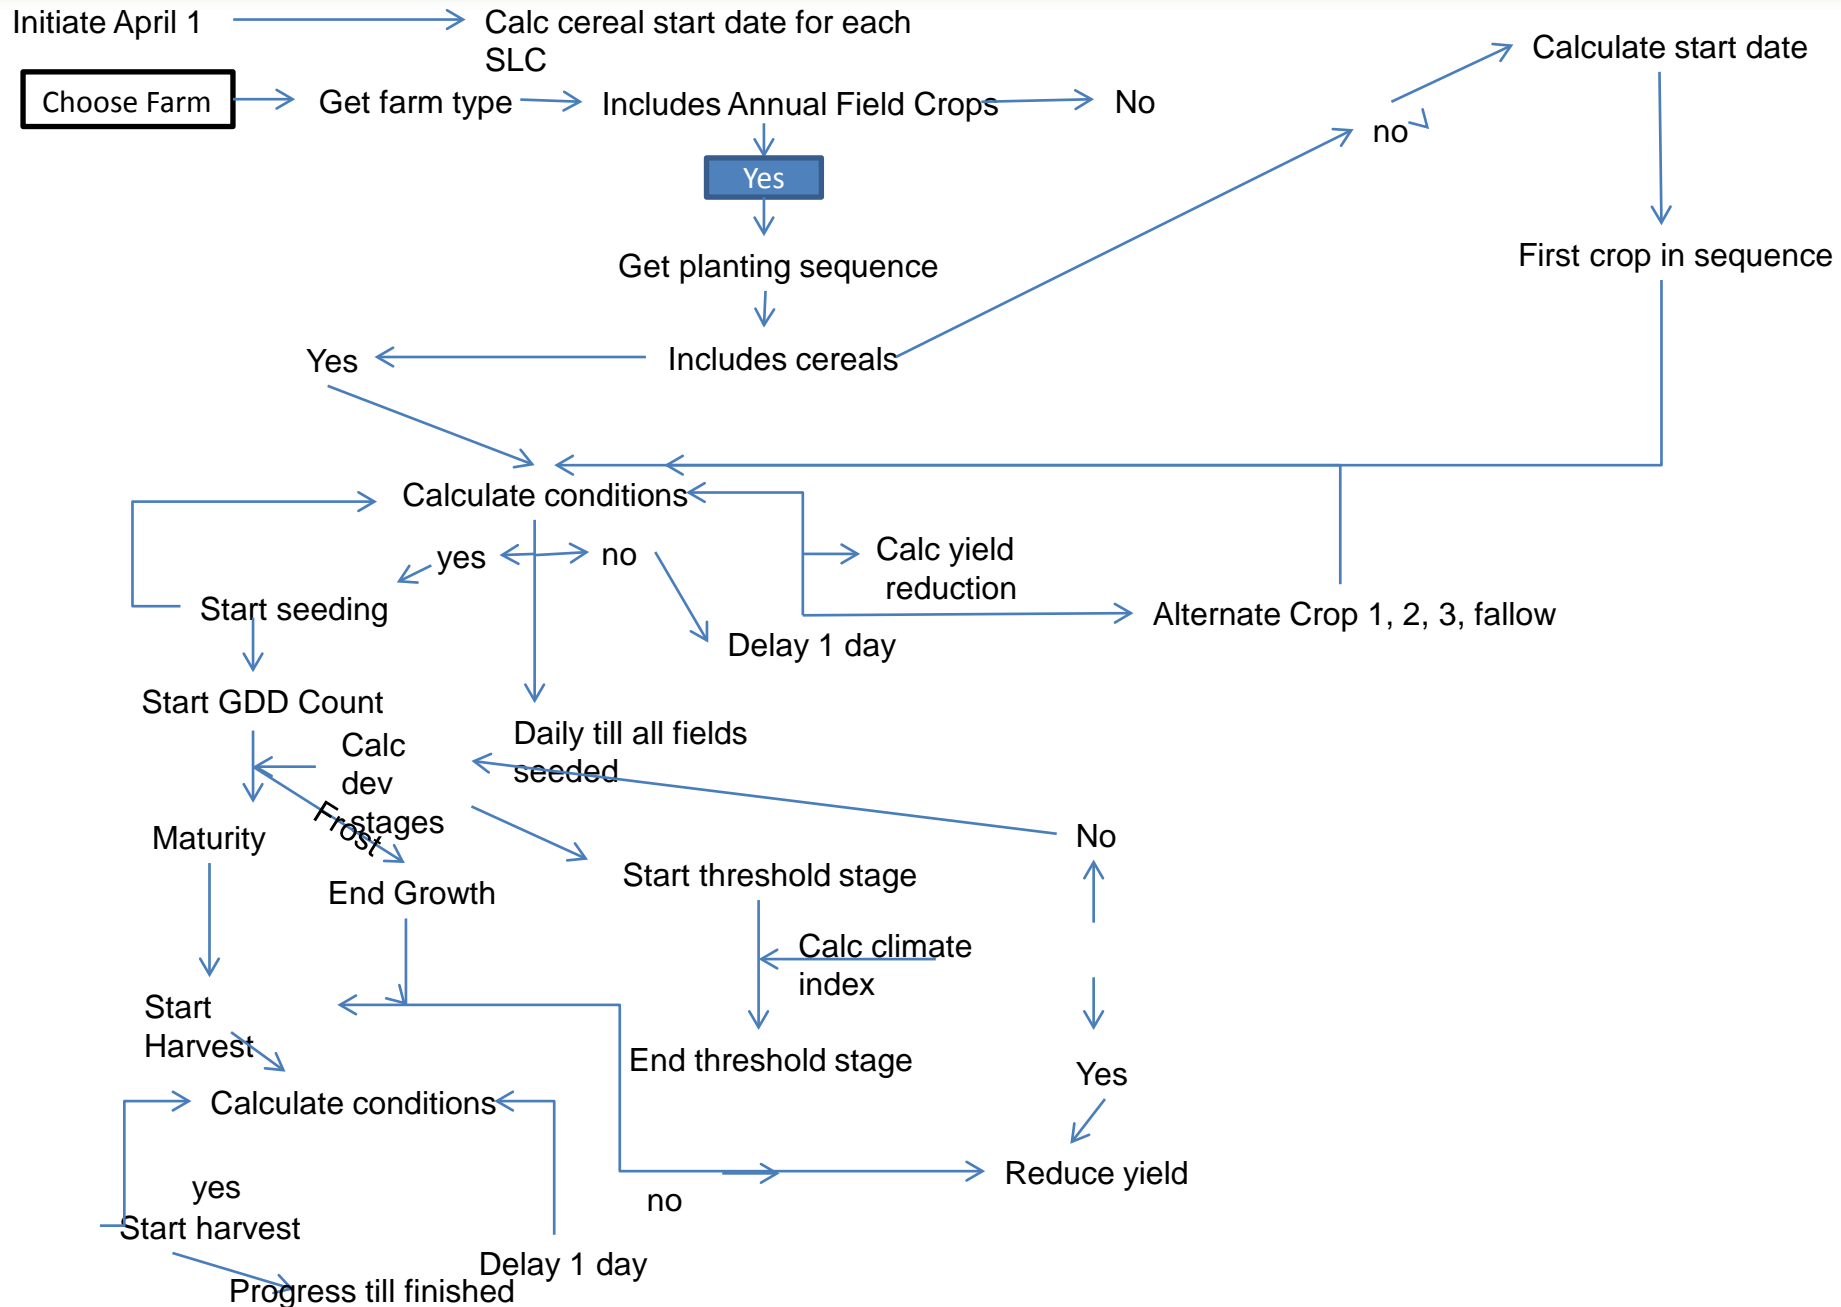 Initiate April 1
Calc cereal start date for each
SLC
Calculate start date
Choose Farm
Get farm type
Includes Annual Field Crops
No
no
Yes
Get planting sequence
First crop in sequence
Yes
Includes cereals
Calculate conditions
yes
no
Calc yield
reduction
Start seeding
Delay 1 day
Alternate Crop 1, 2, 3, fallow
Start GDD Count
Daily till all fields
seeded
Calc
dev
stages
Frost
Maturity
No
End Growth
Start threshold stage
Calc climate
index
Start
Harvest
End threshold stage
Yes
Calculate conditions
Reduce yield
yes
no
Start harvest
Delay 1 day
Progress till finished